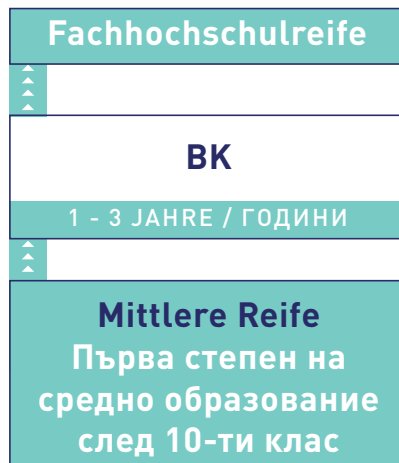 Fachhochschulreife
BK
1 - 3 JAHRE / ГОДИНИ
Mittlere Reife
Първа степен на
средно образование
след 10-ти клас